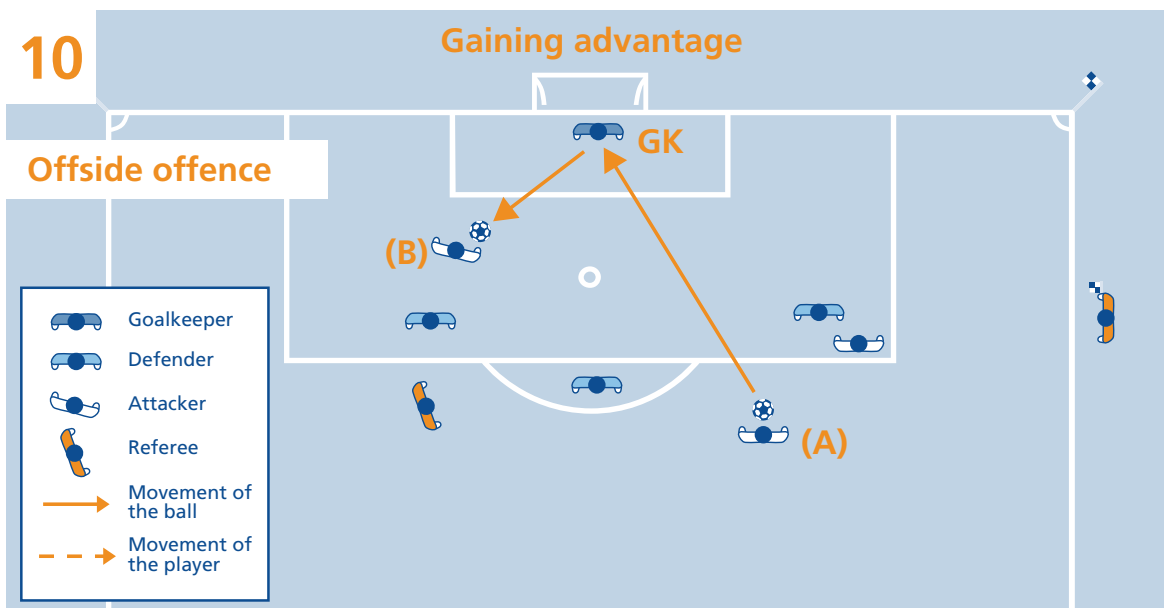 10
Gaining advantage
Offside offence
GK
(B)
(A)
Goalkeeper
Defender
Attacker
Referee
Movement of
the ball
Movement of
the player